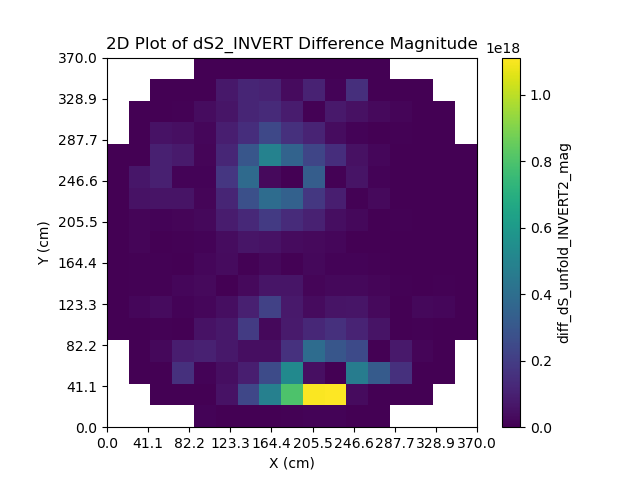 2D Plot of dS2_INVERT Difference Magnitude
1e18
370.0
328.9
287.7
246.6
205.5
164.4
123.3
82.2
41.1
0.0
Y (cm)
0.0 41.1 82.2 123.3 164.4 205.5 246.6 287.7 328.9 370.0
X (cm)
1.0
0.8
0.6
0.4
0.2
0.0
diff_dS_unfold_INVERT2_mag